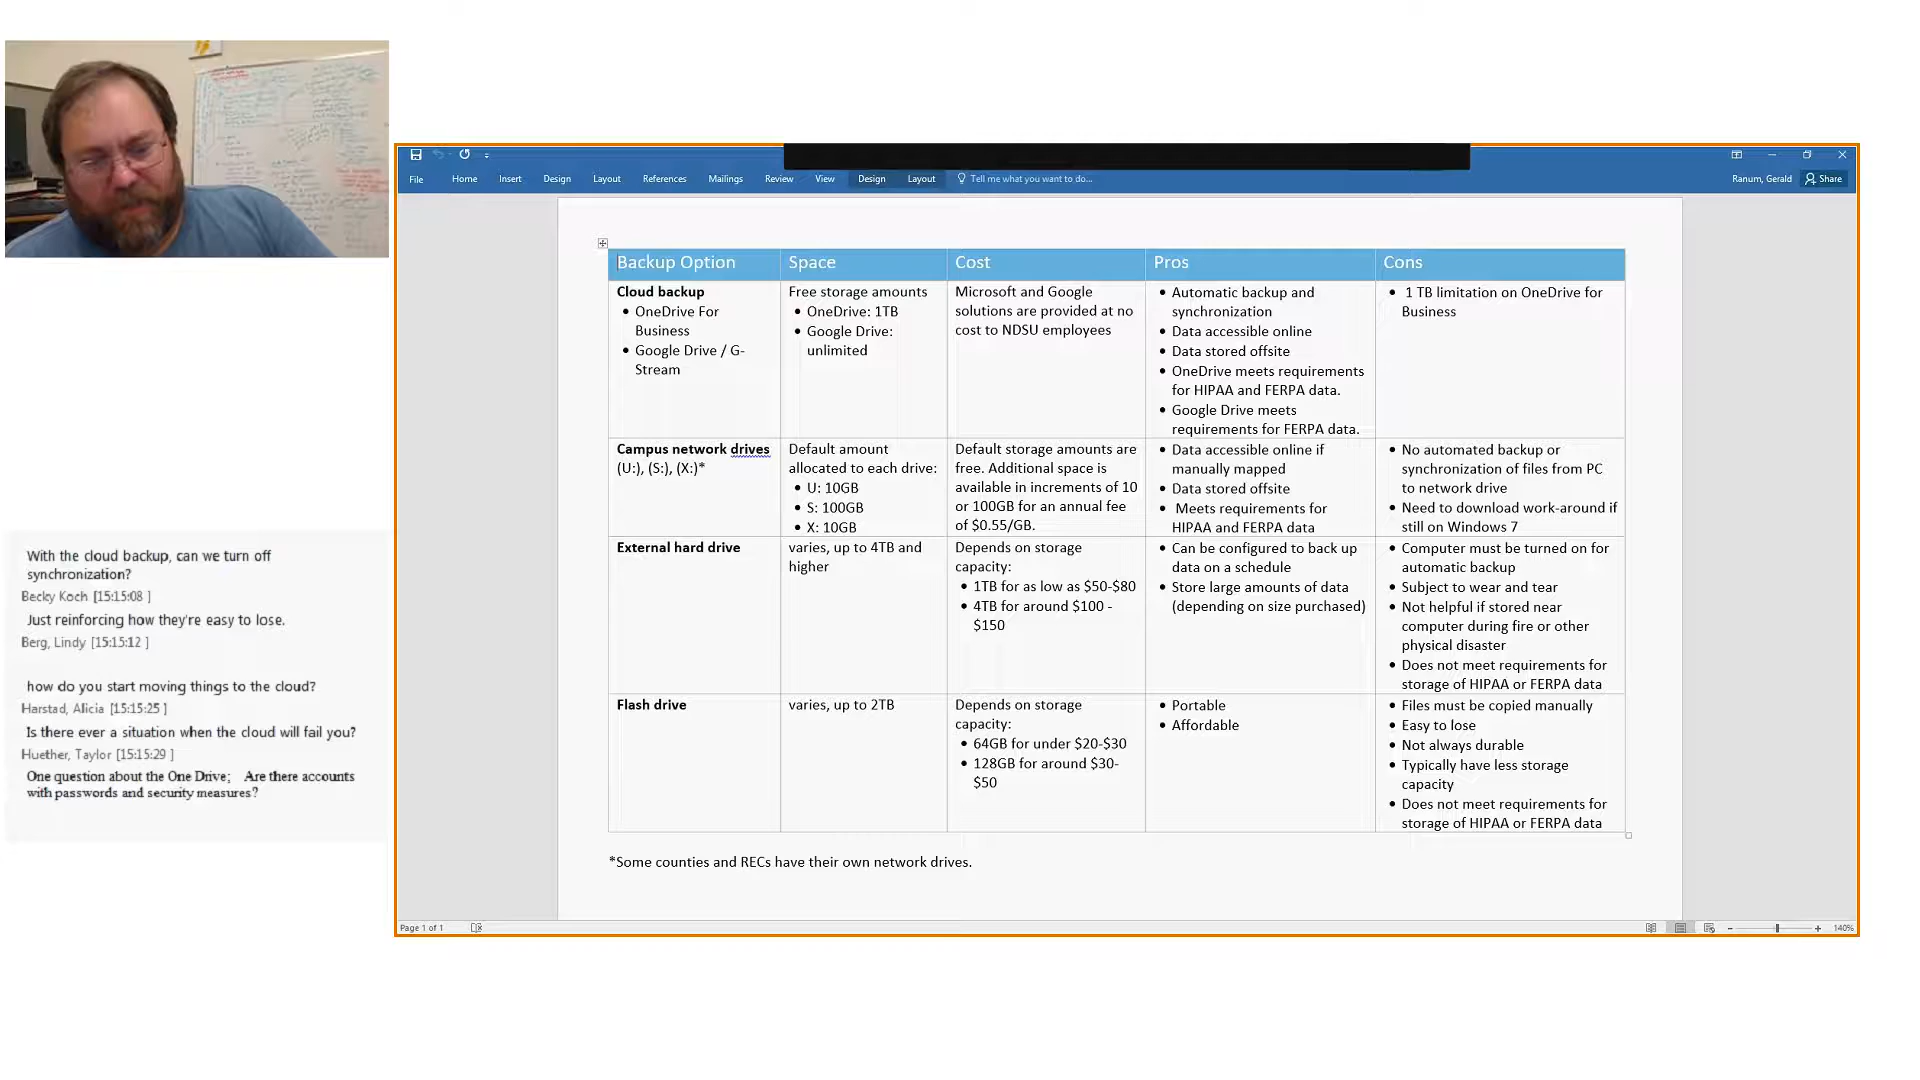 File Home Insert Design Layout References Mailings Review View Design Layout Tell me what you want to do... Ranum, Gerald Share
Backup Option Space Cost Pros Cons
Cloud backup
• OneDrive For
Business
• Google Drive / G-
Stream
Free storage amounts
• OneDrive: 1TB
• Google Drive:
unlimited
Microsoft and Google
solutions are provided at no
cost to NDSU employees
• Automatic backup and
synchronization
• Data accessible online
• Data stored offsite
• OneDrive meets requirements
for HIPAA and FERPA data.
• Google Drive meets
requirements for FERPA data.
• 1 TB limitation on OneDrive for
Business
Campus network drives
(U:), (S:), (X:)*
Default amount
allocated to each drive:
• U: 10GB
• S: 100GB
• X: 10GB
Default storage amounts are
free. Additional space is
available in increments of 10
or 100GB for an annual fee
of $0.55/GB.
• Data accessible online if
manually mapped
• Data stored offsite
• Meets requirements for
HIPAA and FERPA data
• No automated backup or
synchronization of files from PC
to network drive
• Need to download work-around if
still on Windows 7
External hard drive
varies, up to 4TB and
higher
Depends on storage
capacity:
• 1TB for as low as $50-$80
• 4TB for around $100 -
$150
• Can be configured to back up
data on a schedule
• Store large amounts of data
(depending on size purchased)
• Computer must be turned on for
automatic backup
• Subject to wear and tear
• Not helpful if stored near
computer during fire or other
physical disaster
• Does not meet requirements for
storage of HIPAA or FERPA data
Flash drive
varies, up to 2TB
Depends on storage
capacity:
• 64GB for under $20-$30
• 128GB for around $30-
$50
• Portable
• Affordable
• Files must be copied manually
• Easy to lose
• Not always durable
• Typically have less storage
capacity
• Does not meet requirements for
storage of HIPAA or FERPA data
*Some counties and RECs have their own network drives.
Page 1 of 1
140%
With the cloud backup, can we turn off
synchronization?
Becky Koch [15:15:08 ]
Just reinforcing how they're easy to lose.
Berg, Lindy [15:15:12 ]
how do you start moving things to the cloud?
Harstad, Alicia [15:15:25 ]
Is there ever a situation when the cloud will fail you?
Huether, Taylor [15:15:29 ]
One question about the One Drive; Are there accounts
with passwords and security measures?